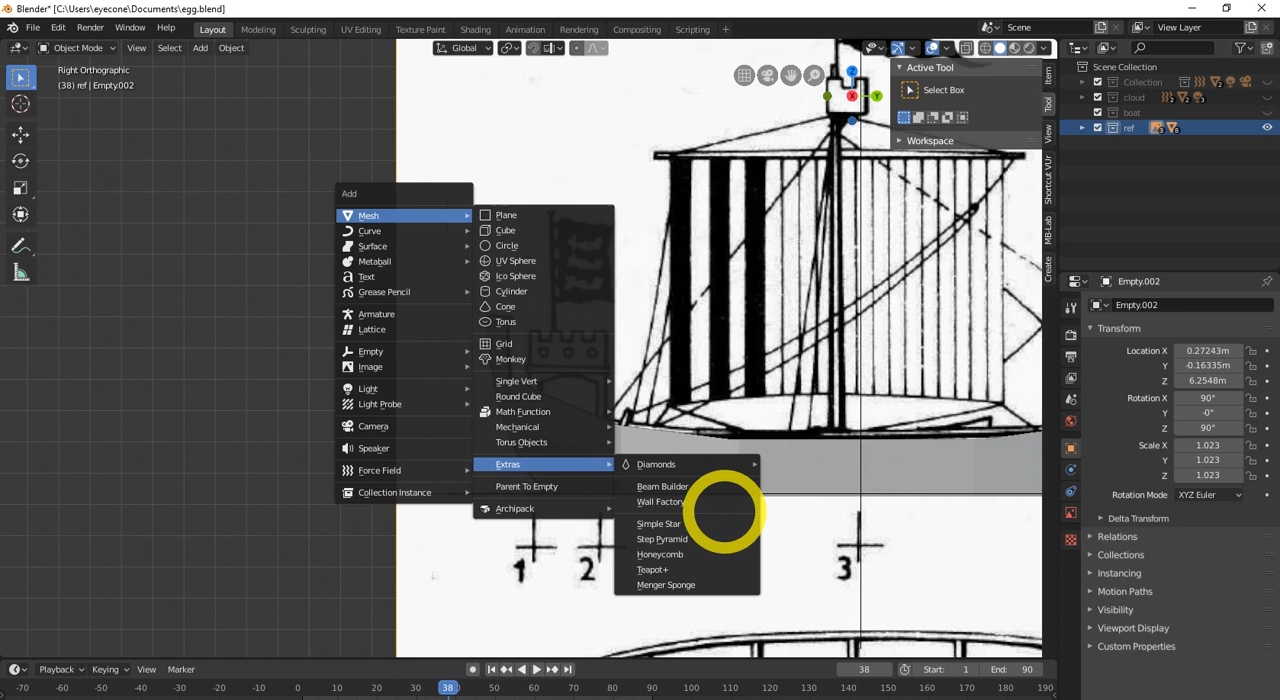 Blender* [C:\Users\eyecone\Documents\egg.blend]
File Edit Render Window Help Layout Modeling Sculpting UV Editing Texture Paint Shading Animation Rendering Compositing Scripting + Scene View Layer
Object Mode View Select Add Object Global
Right Orthographic
(38) ref | Empty.002
Active Tool
Select Box
Workspace
Item
Tool
View
Shortcut VUr
MB-Lab
Create
Z
X
Y
Scene Collection
Collection 2
cloud 2 2 3
boat
ref 3 8
Add
Mesh
Curve
Surface
Metaball
Text
Grease Pencil
Armature
Lattice
Empty
Image
Light
Light Probe
Camera
Speaker
Force Field
Collection Instance
Plane
Cube
Circle
UV Sphere
Ico Sphere
Cylinder
Cone
Torus
Grid
Monkey
Single Vert
Round Cube
Math Function
Mechanical
Torus Objects
Extras
Parent To Empty
Archipack
Diamonds
Beam Builder
Wall Factory
Simple Star
Step Pyramid
Honeycomb
Teapot+
Menger Sponge
1 2 3
Empty.002
Empty.002
Transform
Location X 0.27243m
Y -0.16335m
Z 6.2548m
Rotation X 90°
Y -0°
Z 90°
Scale X 1.023
Y 1.023
Z 1.023
Rotation Mode XYZ Euler
Delta Transform
Relations
Collections
Instancing
Motion Paths
Visibility
Viewport Display
Custom Properties
Playback Keying View Marker 38 Start: 1 End: 90
-70 -60 -50 -40 -30 -20 -10 0 10 20 30 38 50 60 70 80 90 100 110 120 130 140 150 160 170 180 190